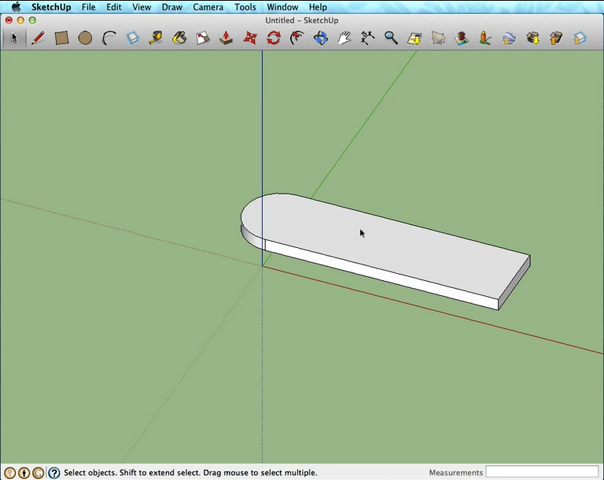 SketchUp File Edit View Draw Camera Tools Window Help
Untitled - SketchUp
Select objects. Shift to extend select. Drag mouse to select multiple. Measurements